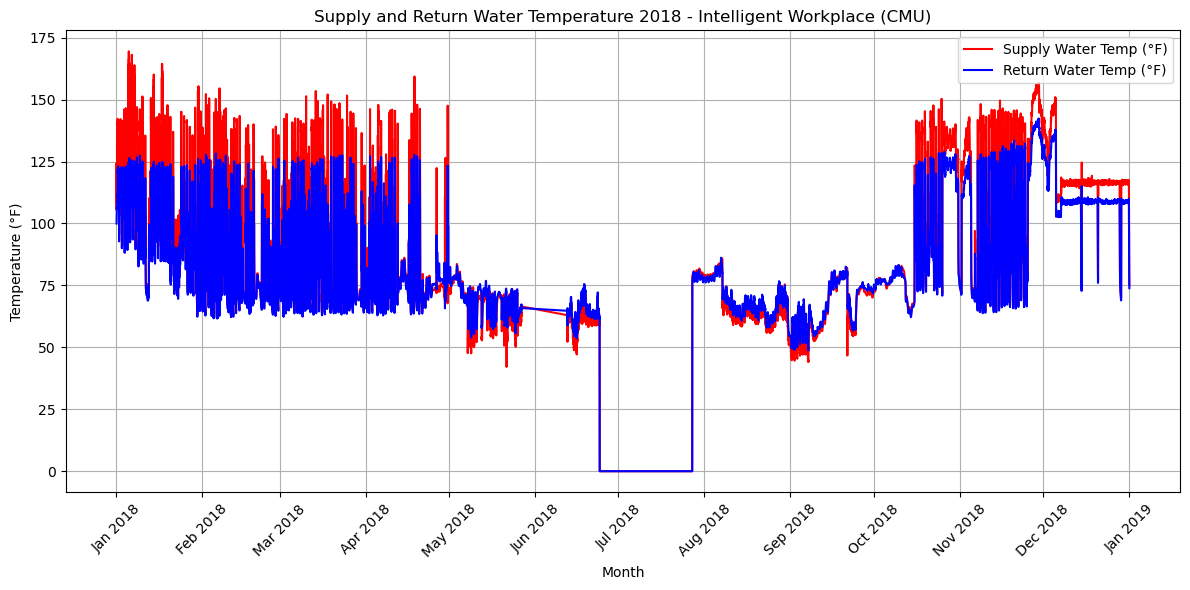 Supply and Return Water Temperature 2018 - Intelligent Workplace (CMU)
Supply Water Temp (°F)
Return Water Temp (°F)
Temperature (°F)
175
150
125
100
75
50
25
0
Jan 2018
Feb 2018
Mar 2018
Apr 2018
May 2018
Jun 2018
Jul 2018
Aug 2018
Sep 2018
Oct 2018
Nov 2018
Dec 2018
Jan 2019
Month